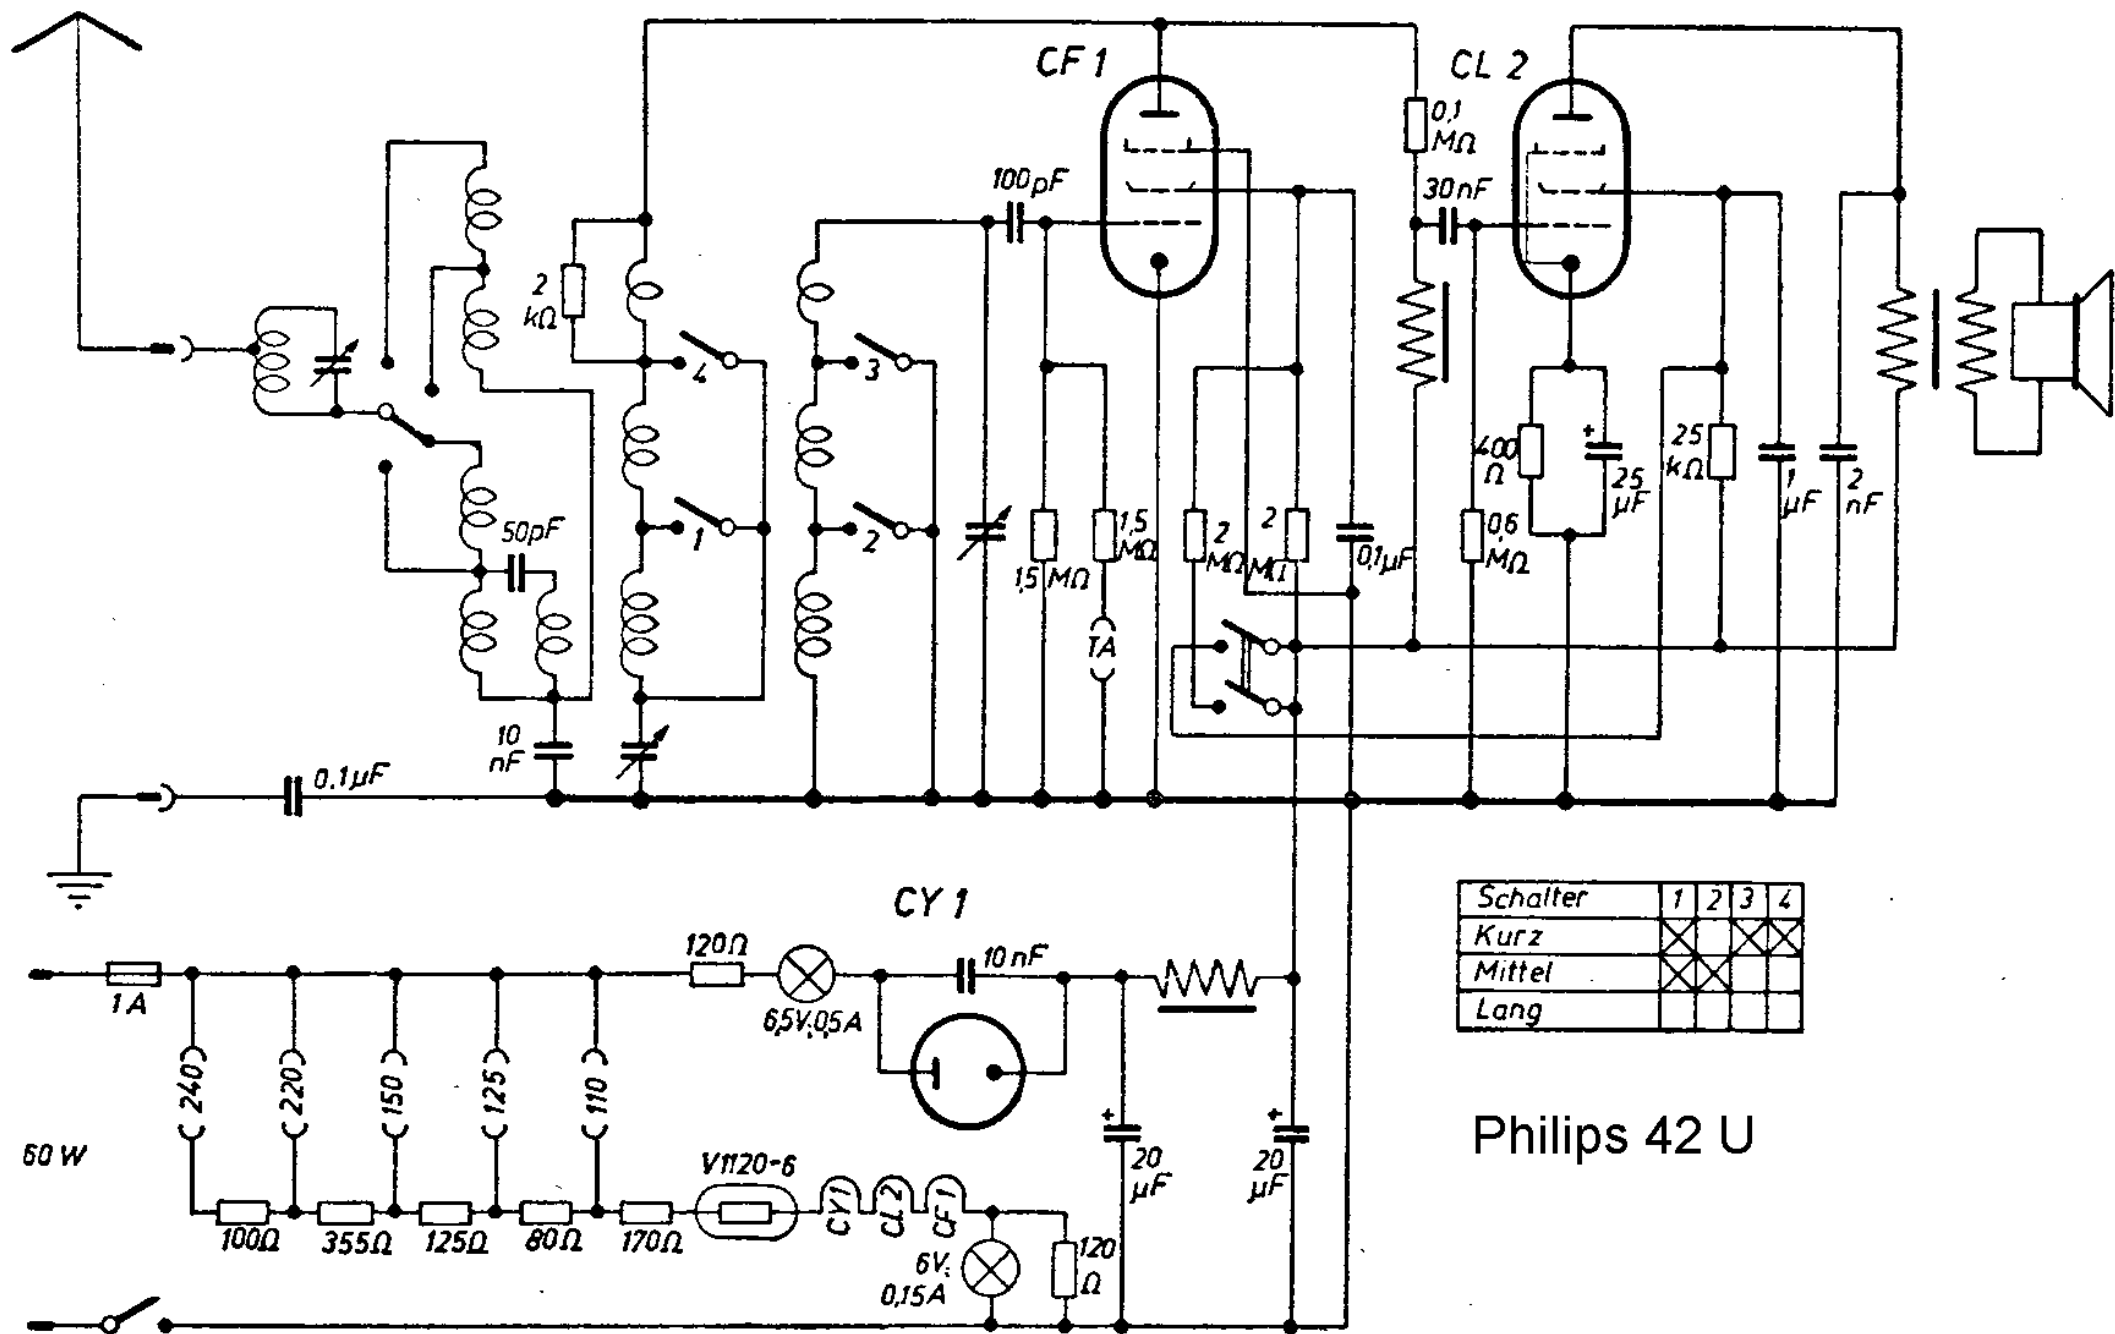 CF 1
CL 2
0,1
MΩ
100pF
30nF
2
kΩ
4
3
50pF
1
2
1,5 MΩ
1,5
MΩ
2
MΩ
2
MΩ
0,1µF
400
Ω
25
µF
25
kΩ
0,6
MΩ
1
µF
2
nF
TA
10
nF
0,1µF
CY 1
Schalter 1 2 3 4
Kurz
Mittel
Lang
120Ω
10nF
1A
6,5V;0,5A
240
220
150
125
110
60 W
V1120-6
CY1
CL2
CF1
20
µF
20
µF
100Ω
355Ω
125Ω
80Ω
170Ω
6V;
0,15A
120
Ω
Philips 42 U